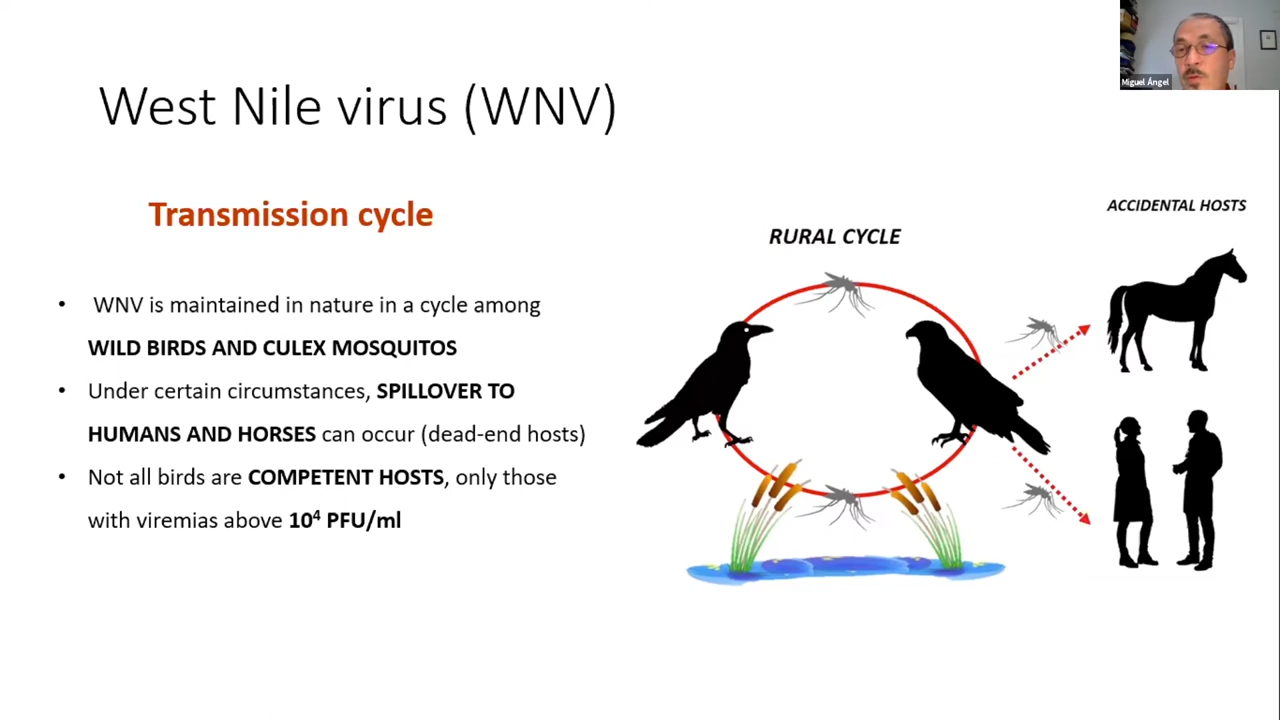 Miguel Ángel
West Nile virus (WNV)
Transmission cycle
• WNV is maintained in nature in a cycle among
WILD BIRDS AND CULEX MOSQUITOS
• Under certain circumstances, SPILLOVER TO
HUMANS AND HORSES can occur (dead-end hosts)
• Not all birds are COMPETENT HOSTS, only those
with viremias above 10⁴ PFU/ml
RURAL CYCLE
ACCIDENTAL HOSTS